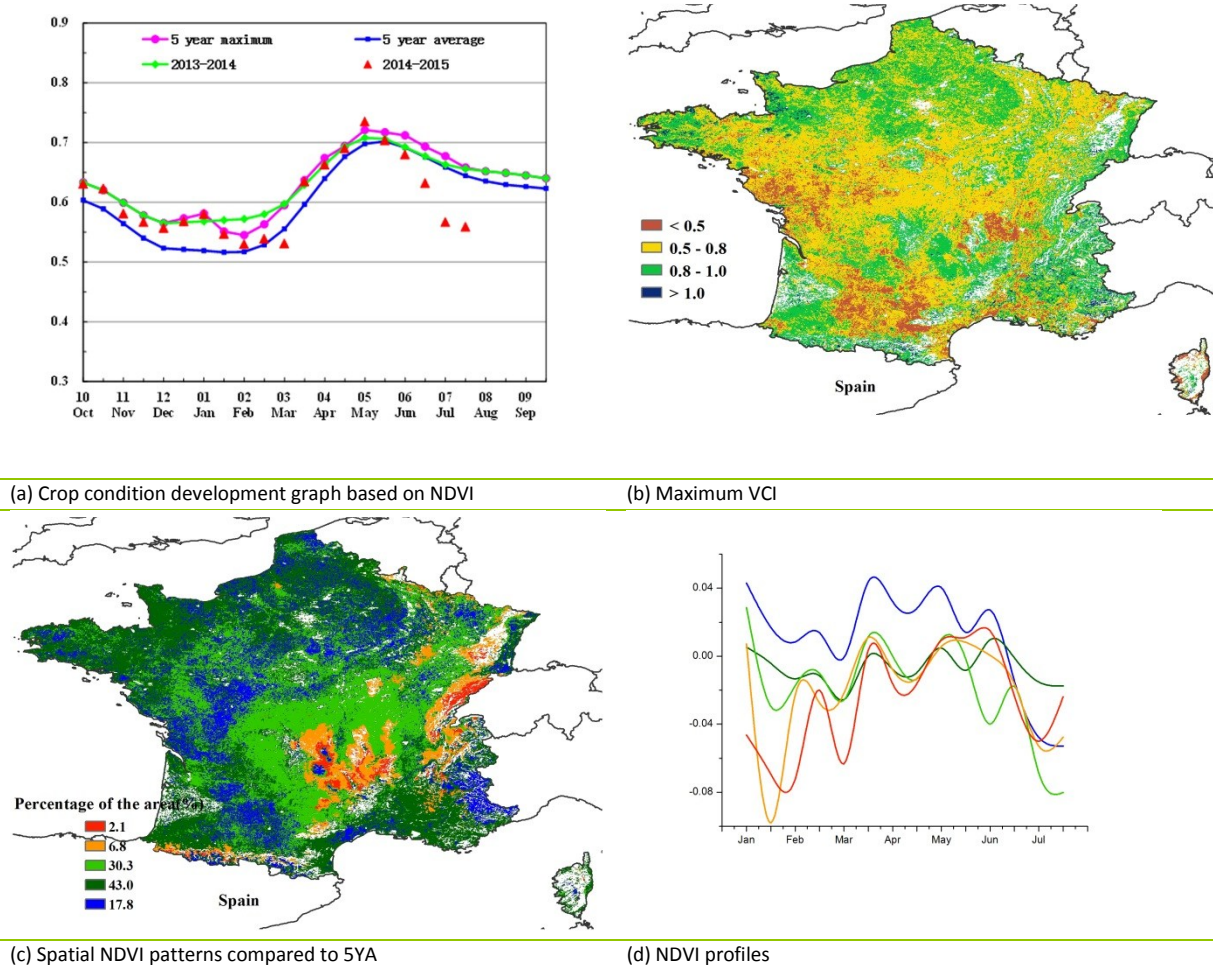 0.9
0.8
0.7
0.6
0.5
0.4
0.3
5 year maximum
5 year average
2013-2014
2014-2015
10 11 12 01 02 03 04 05 06 07 08 09
Oct Nov Dec Jan Feb Mar Apr May Jun Jul Aug Sep
< 0.5
0.5 - 0.8
0.8 - 1.0
> 1.0
Spain
(a) Crop condition development graph based on NDVI
(b) Maximum VCI
Percentage of the area(%)
2.1
6.8
30.3
43.0
17.8
Spain
0.04
0.00
-0.04
-0.08
Jan Feb Mar Apr May Jun Jul
(c) Spatial NDVI patterns compared to 5YA
(d) NDVI profiles